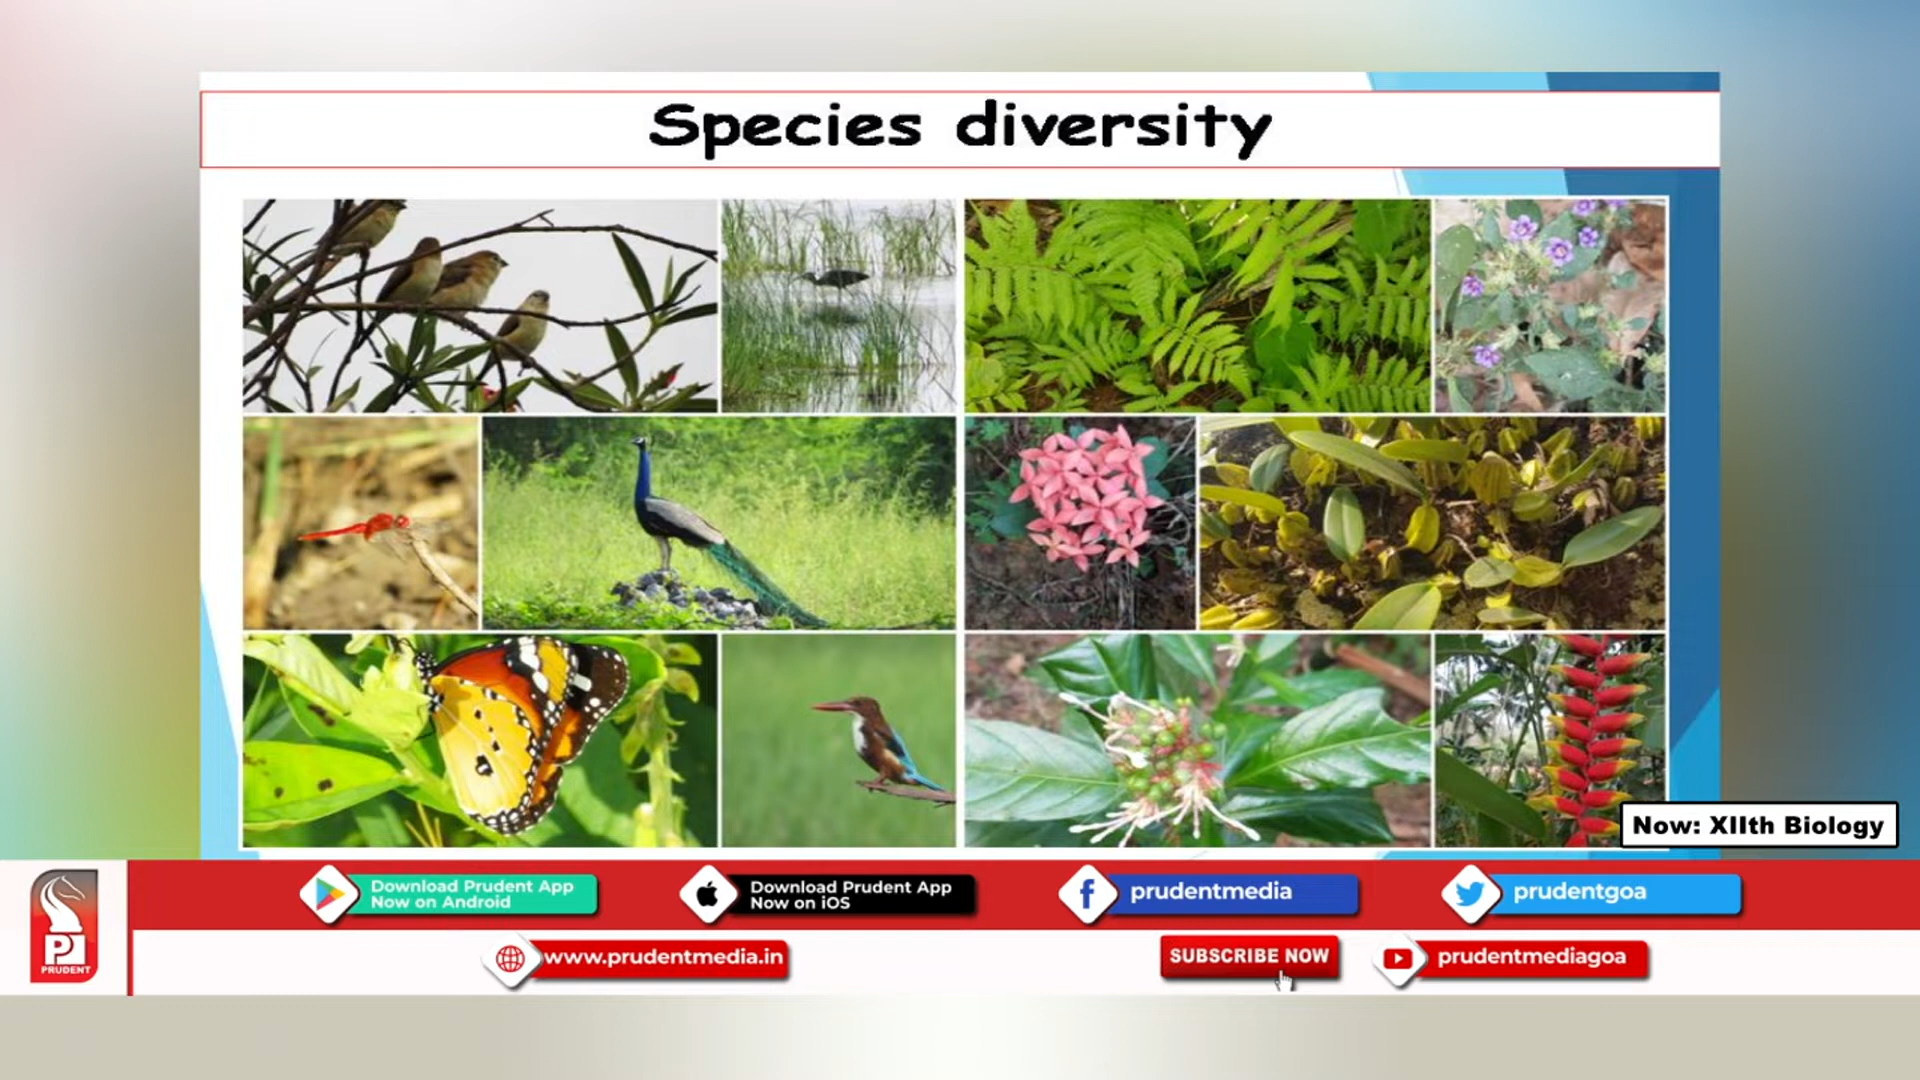 Species diversity
Now: XIIth Biology
Download Prudent App
Now on Android
Download Prudent App
Now on iOS
prudentmedia
prudentgoa
PRUDENT
www.prudentmedia.in
SUBSCRIBE NOW
prudentmediagoa